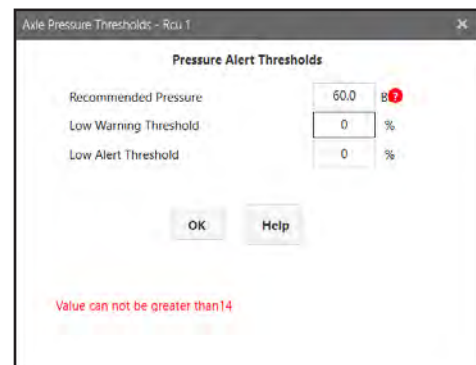 Axle Pressure Thresholds - Rcu 1 ×
Pressure Alert Thresholds
Recommended Pressure 60.0 B ?
Low Warning Threshold 0 %
Low Alert Threshold 0 %
OK Help
Value can not be greater than14